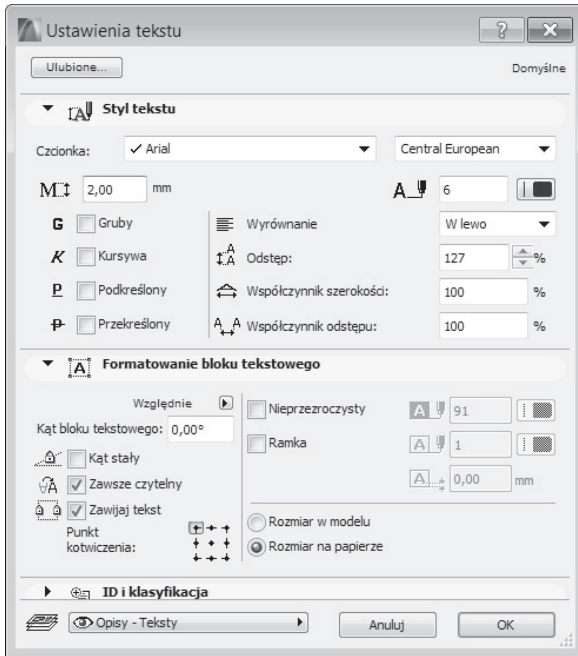 Ustawienia tekstu
?
Ulubione...
Domyślne
Styl tekstu
Czcionka:
Arial
Central European
M
2,00
mm
A
6
G Gruby
Wyrównanie
W lewo
K Kursywa
Odstęp:
127
%
P Podkreślony
Współczynnik szerokości:
100
%
P Przekreślony
Współczynnik odstępu:
100
%
A Formatowanie bloku tekstowego
Względnie
Kąt bloku tekstowego: 0,00°
Kąt stały
Zawsze czytelny
Zawijaj tekst
Punkt
kotwiczenia:
Nieprzezroczysty
A
91
Ramka
A
1
A
0,00
mm
Rozmiar w modelu
Rozmiar na papierze
ID i klasyfikacja
Opisy - Teksty
Anuluj
OK